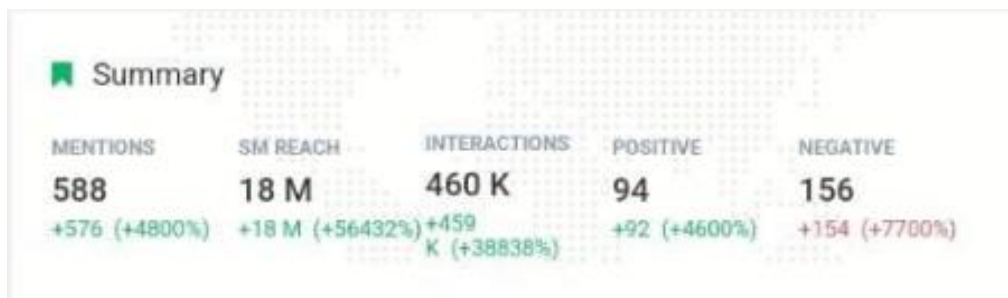 Summary
MENTIONS
588
+576 (+4800%)
SM REACH
18 M
+18 M (+56432%)
INTERACTIONS
460 K
+459
K (+38838%)
POSITIVE
94
+92 (+4600%)
NEGATIVE
156
+154 (+7700%)